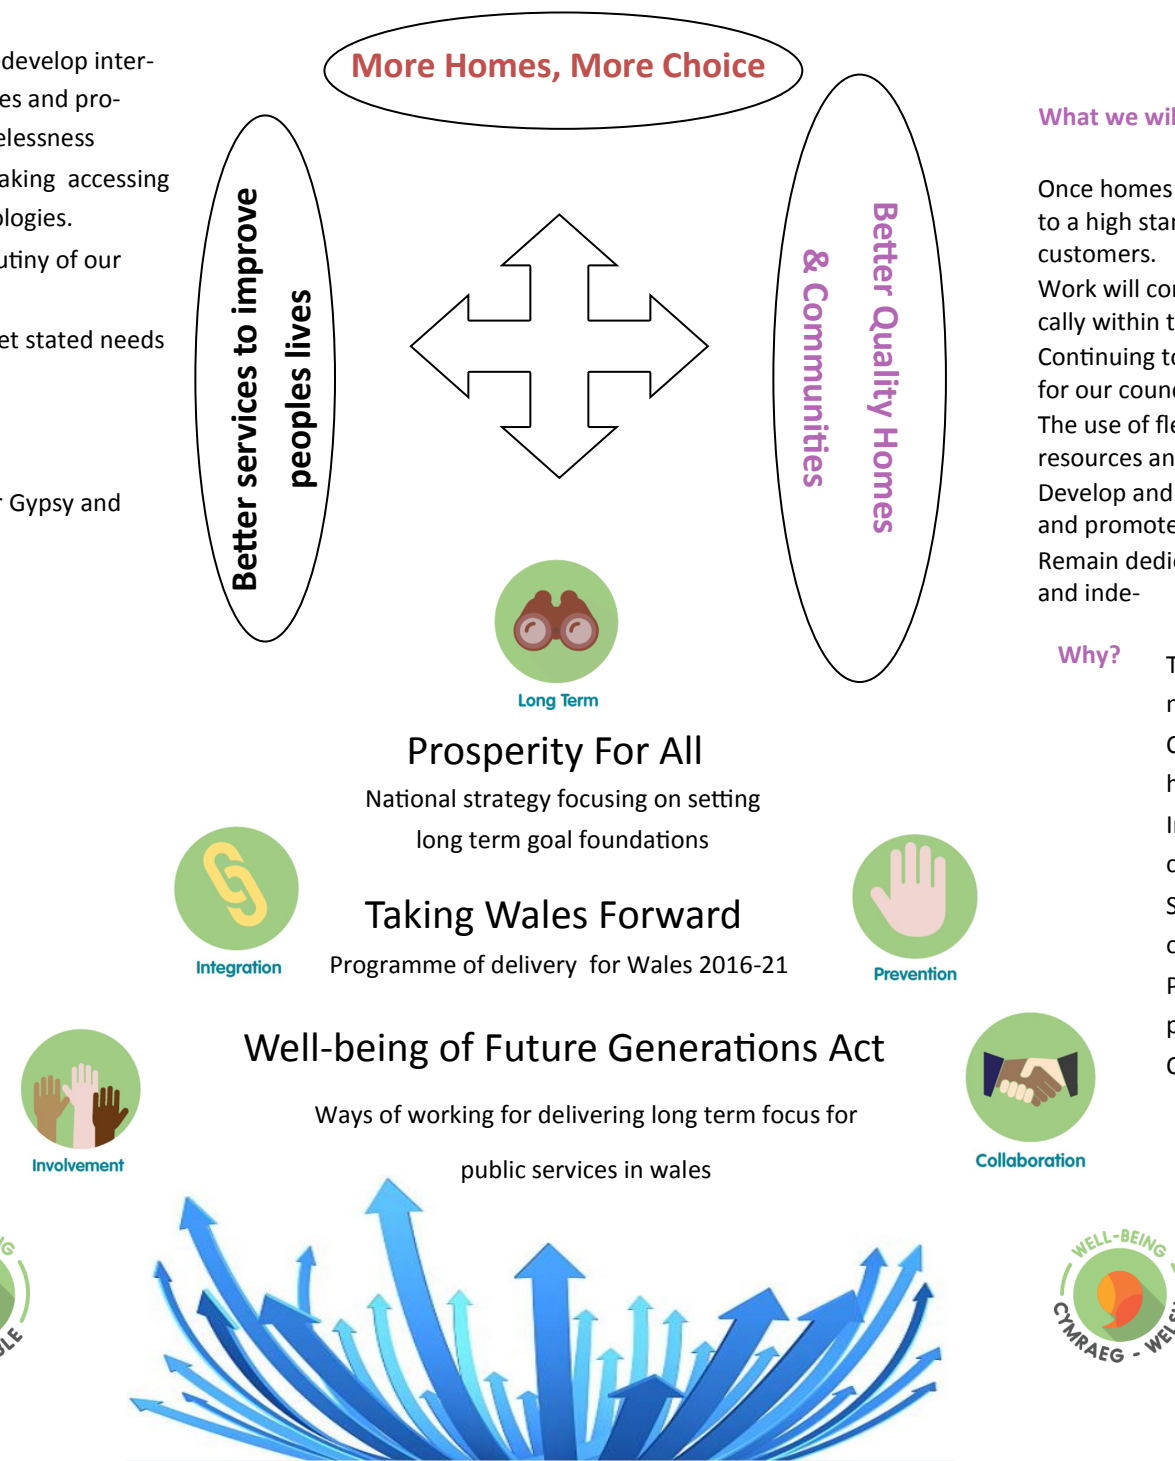 develop inter-
es and pro-
elessness
aking accessing
ologies.
utiny of our
et stated needs
r Gypsy and
More Homes, More Choice
Better services to improve
peoples lives
Better Quality Homes
& Communities
What we wil
Once homes
to a high star
customers.
Work will con
cally within t
Continuing to
for our counc
The use of fle
resources an
Develop and
and promote
Remain dedic
and inde-
Why?
Long Term
Prosperity For All
National strategy focusing on setting
long term goal foundations
Integration
Taking Wales Forward
Programme of delivery for Wales 2016-21
Prevention
Well-being of Future Generations Act
Ways of working for delivering long term focus for
public services in wales
Involvement
Collaboration
WELL-BEING
CYMRAEG - WELSH